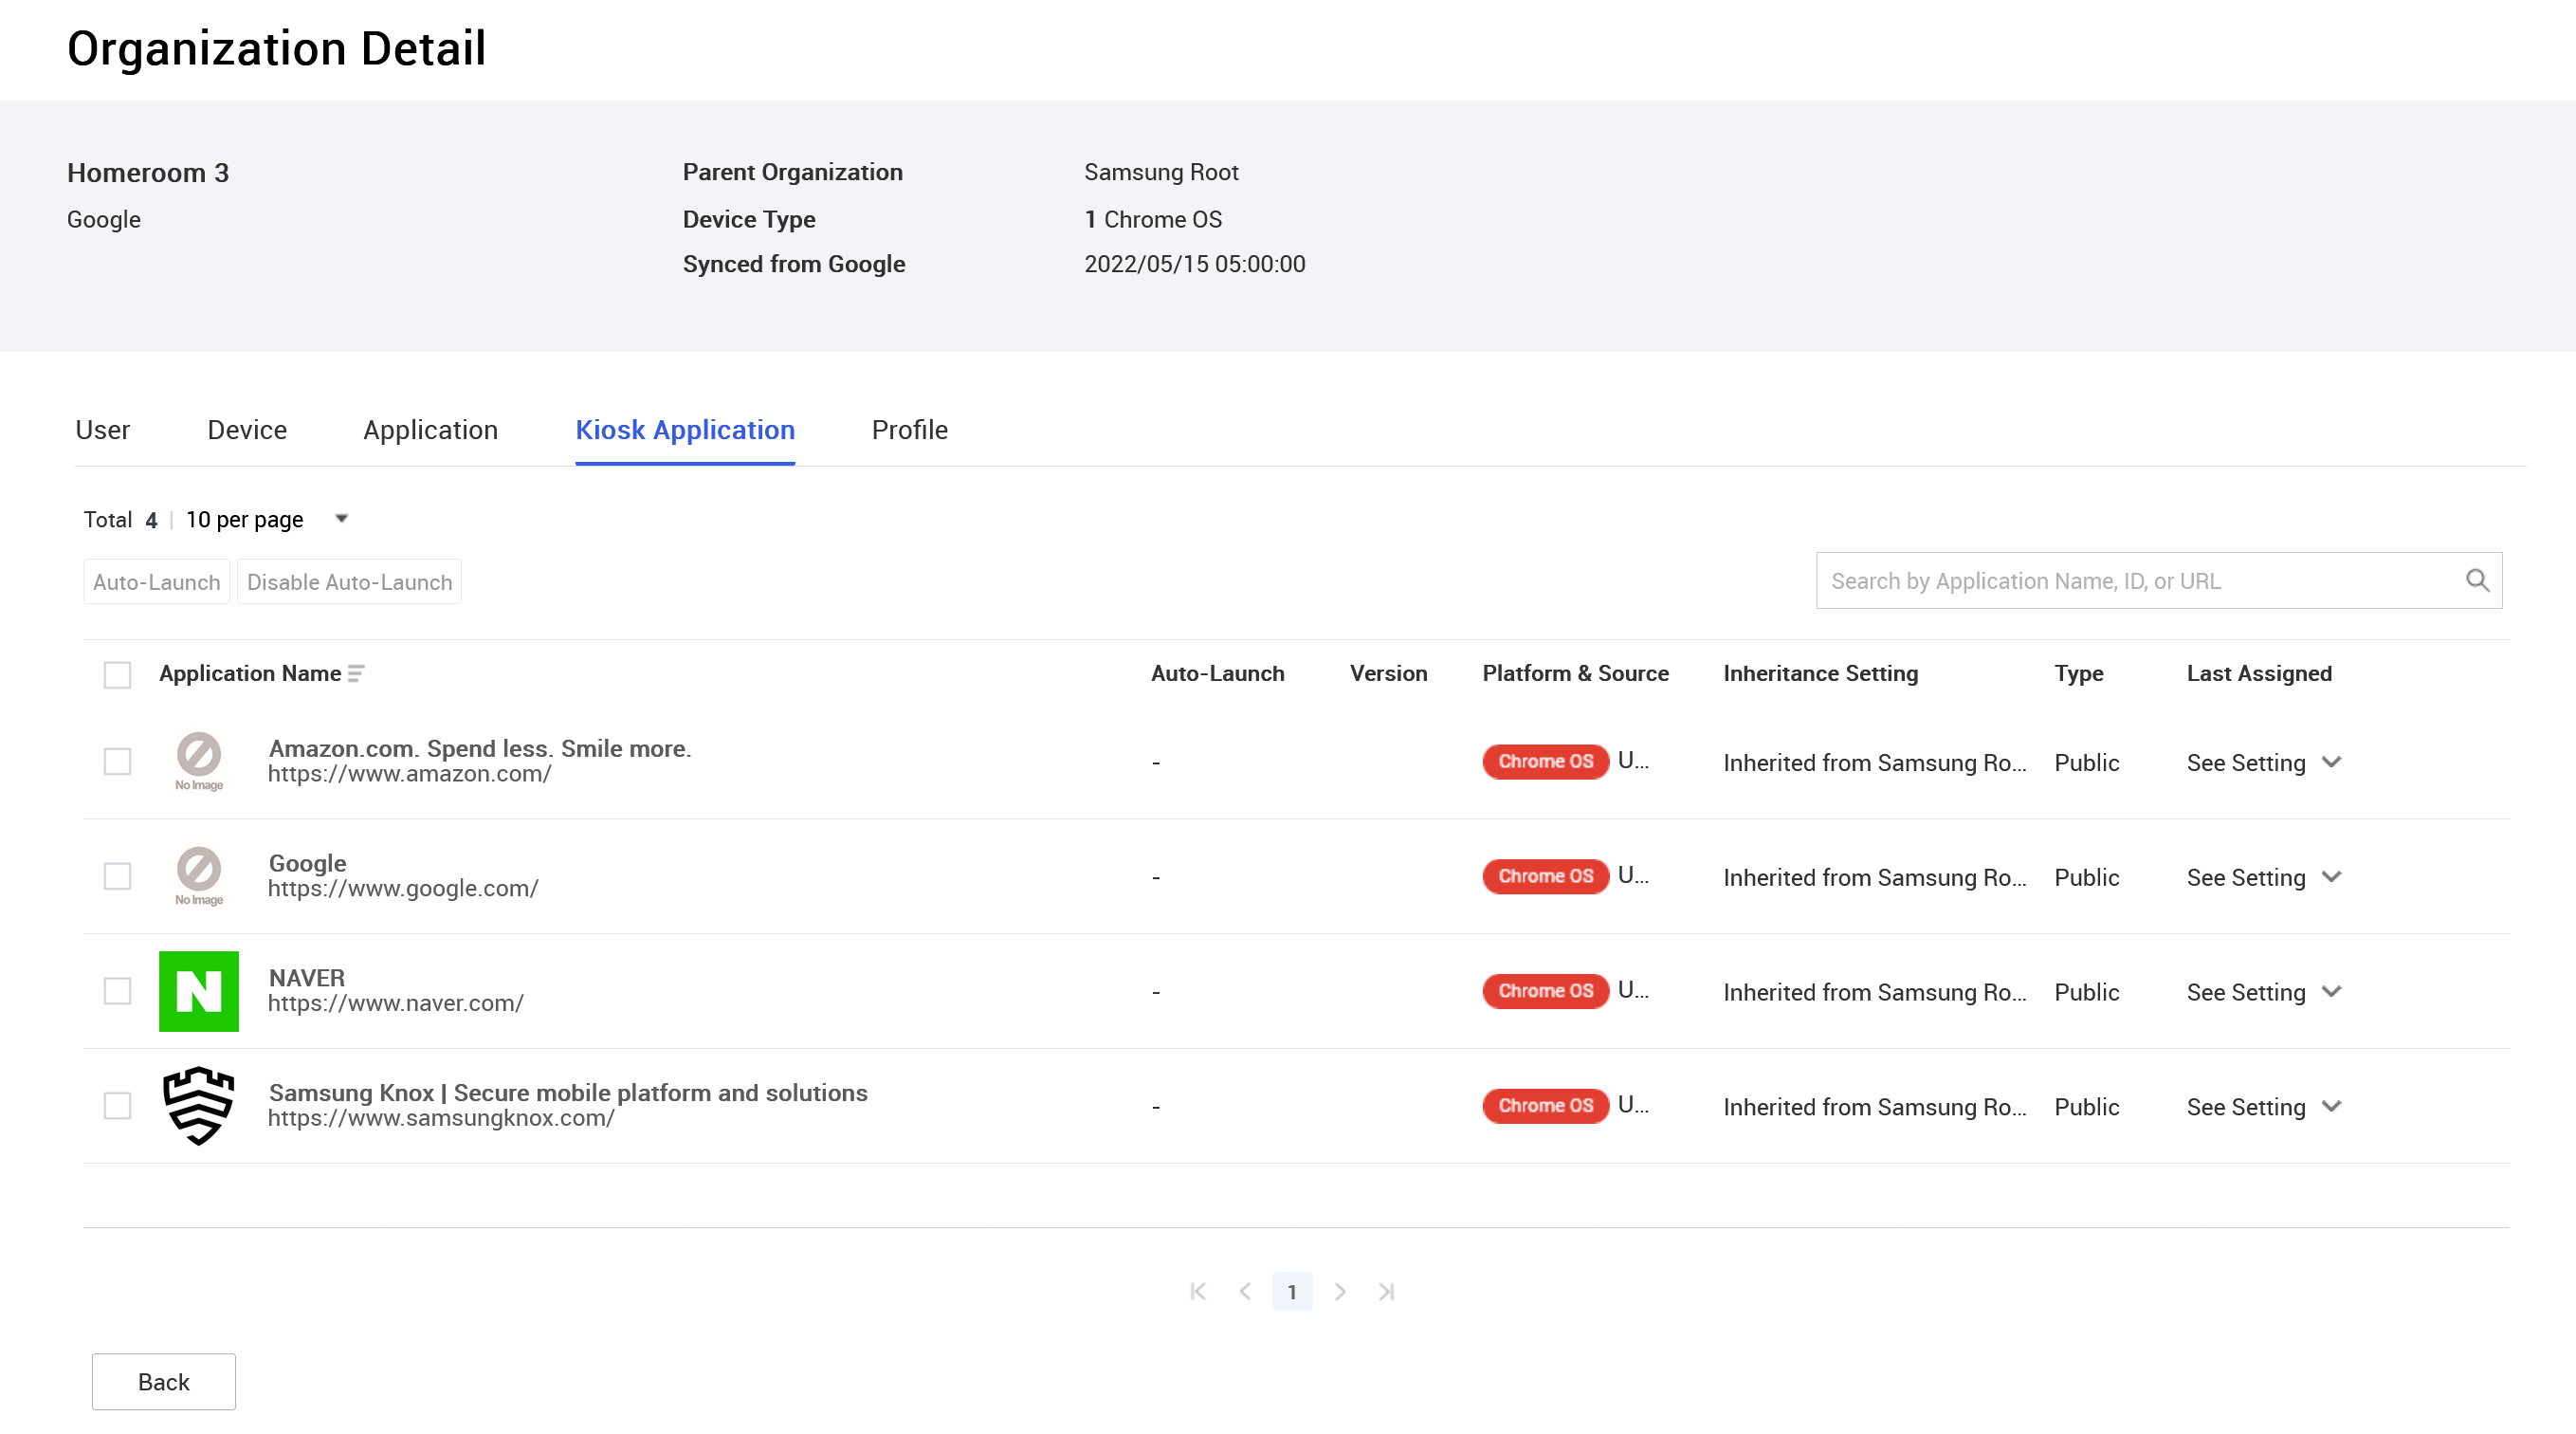 Organization Detail
Homeroom 3
Google
Parent Organization Samsung Root
Device Type 1 Chrome OS
Synced from Google 2022/05/15 05:00:00
User Device Application Kiosk Application Profile
Total 4 | 10 per page
Auto-Launch Disable Auto-Launch Search by Application Name, ID, or URL
Application Name Auto-Launch Version Platform & Source Inheritance Setting Type Last Assigned
No Image Amazon.com. Spend less. Smile more.
https://www.amazon.com/
- Chrome OS U... Inherited from Samsung Ro... Public See Setting
No Image Google
https://www.google.com/
- Chrome OS U... Inherited from Samsung Ro... Public See Setting
N NAVER
https://www.naver.com/
- Chrome OS U... Inherited from Samsung Ro... Public See Setting
Samsung Knox | Secure mobile platform and solutions
https://www.samsungknox.com/
- Chrome OS U... Inherited from Samsung Ro... Public See Setting
1
Back